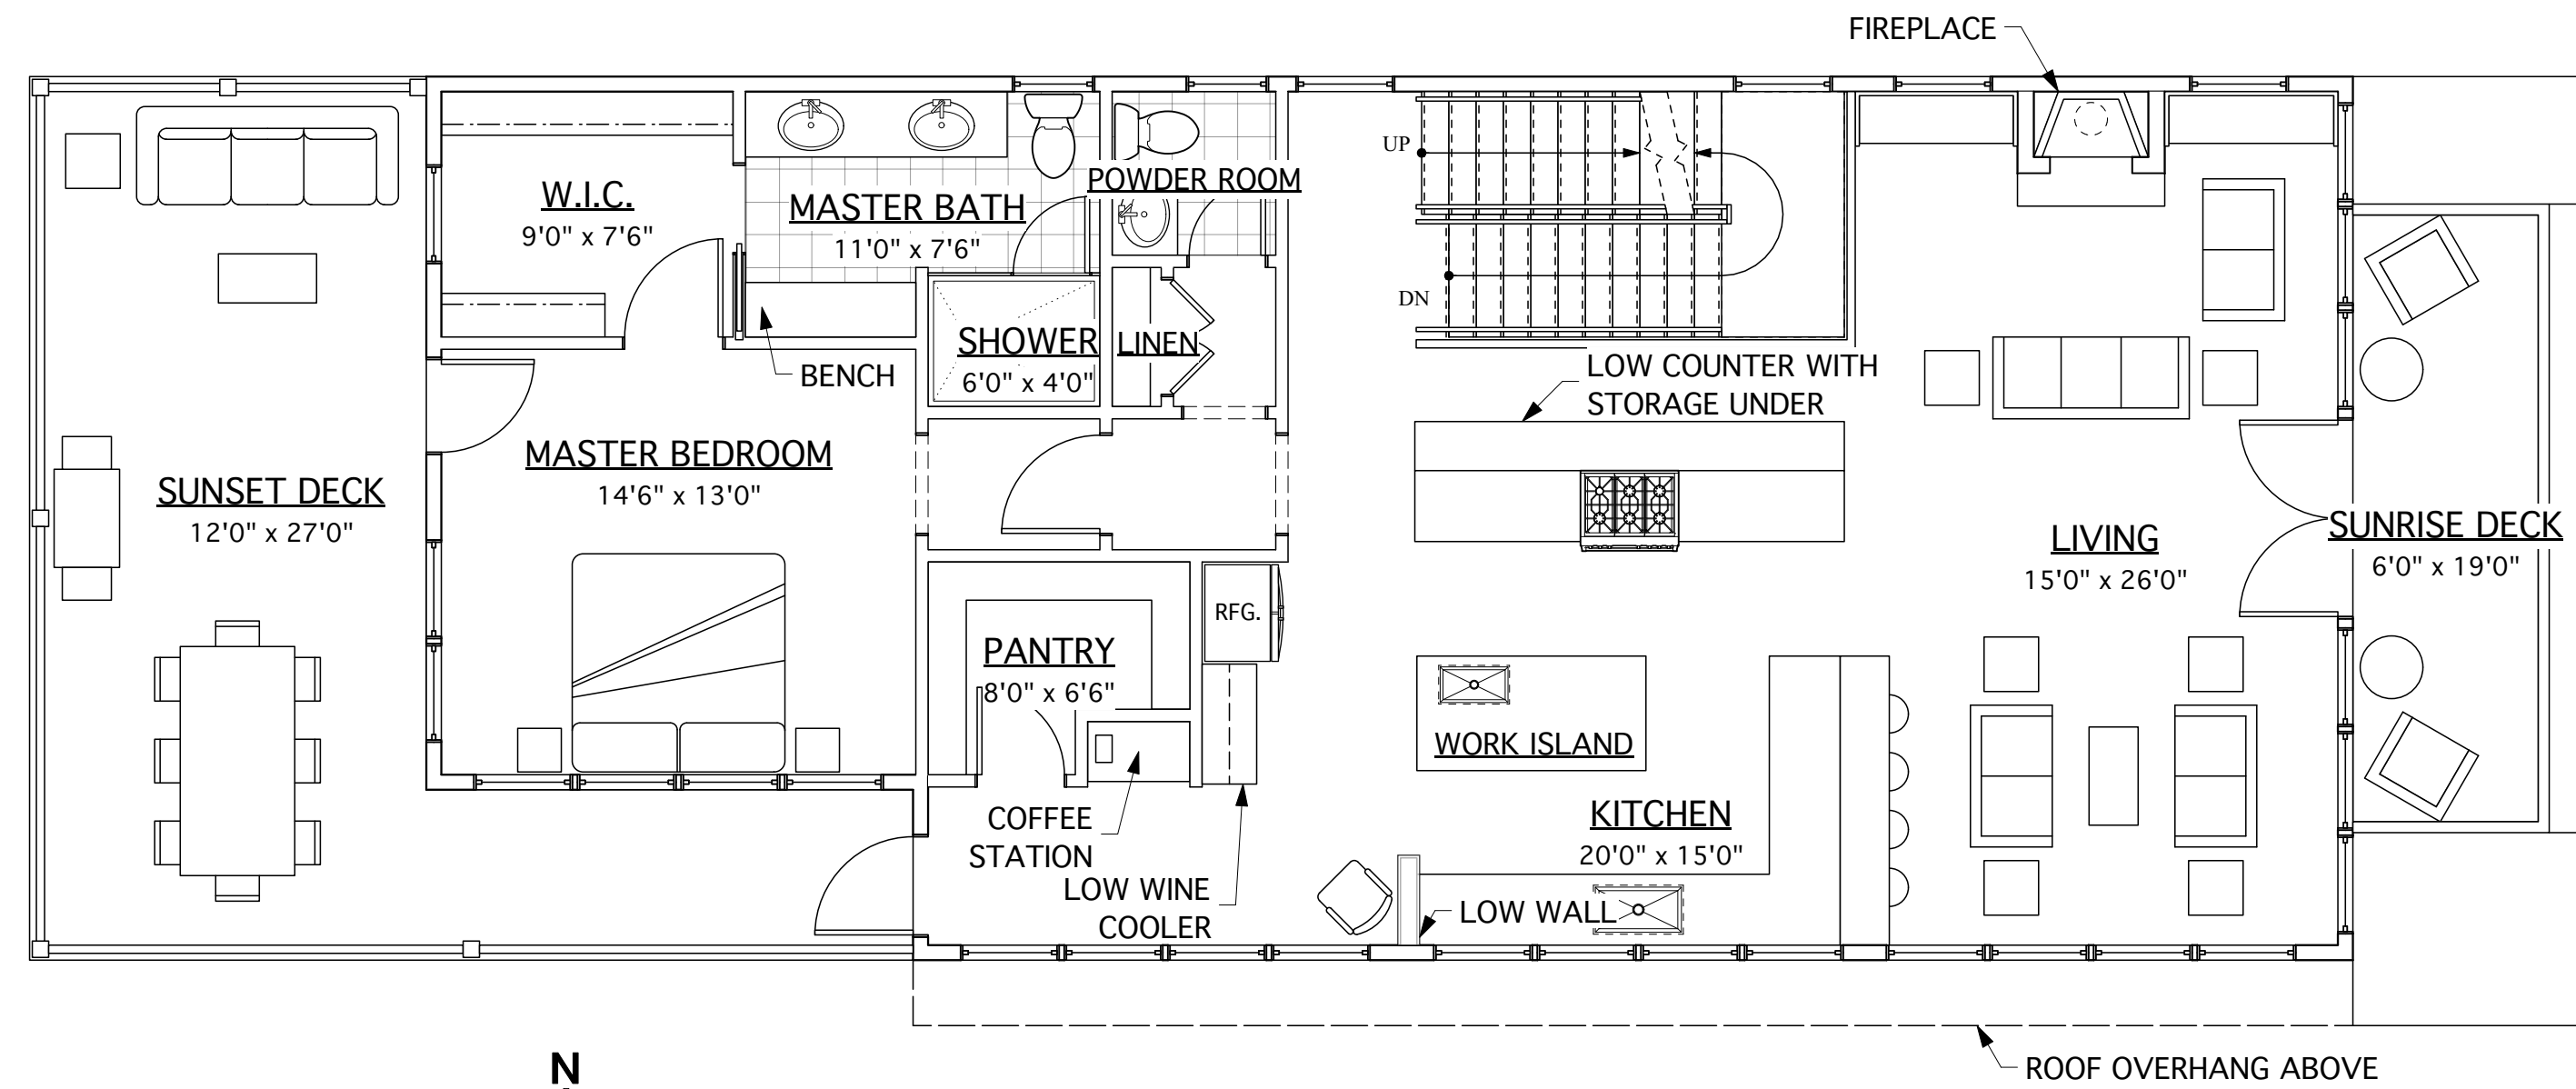 FIREPLACE
UP
DN
W.I.C.
9'0" x 7'6"
MASTER BATH
11'0" x 7'6"
POWDER ROOM
BENCH
SHOWER
6'0" x 4'0"
LINEN
LOW COUNTER WITH
STORAGE UNDER
SUNSET DECK
12'0" x 27'0"
MASTER BEDROOM
14'6" x 13'0"
LIVING
15'0" x 26'0"
SUNRISE DECK
6'0" x 19'0"
RFG.
PANTRY
8'0" x 6'6"
WORK ISLAND
COFFEE
STATION
KITCHEN
20'0" x 15'0"
LOW WINE
COOLER
LOW WALL
N
ROOF OVERHANG ABOVE